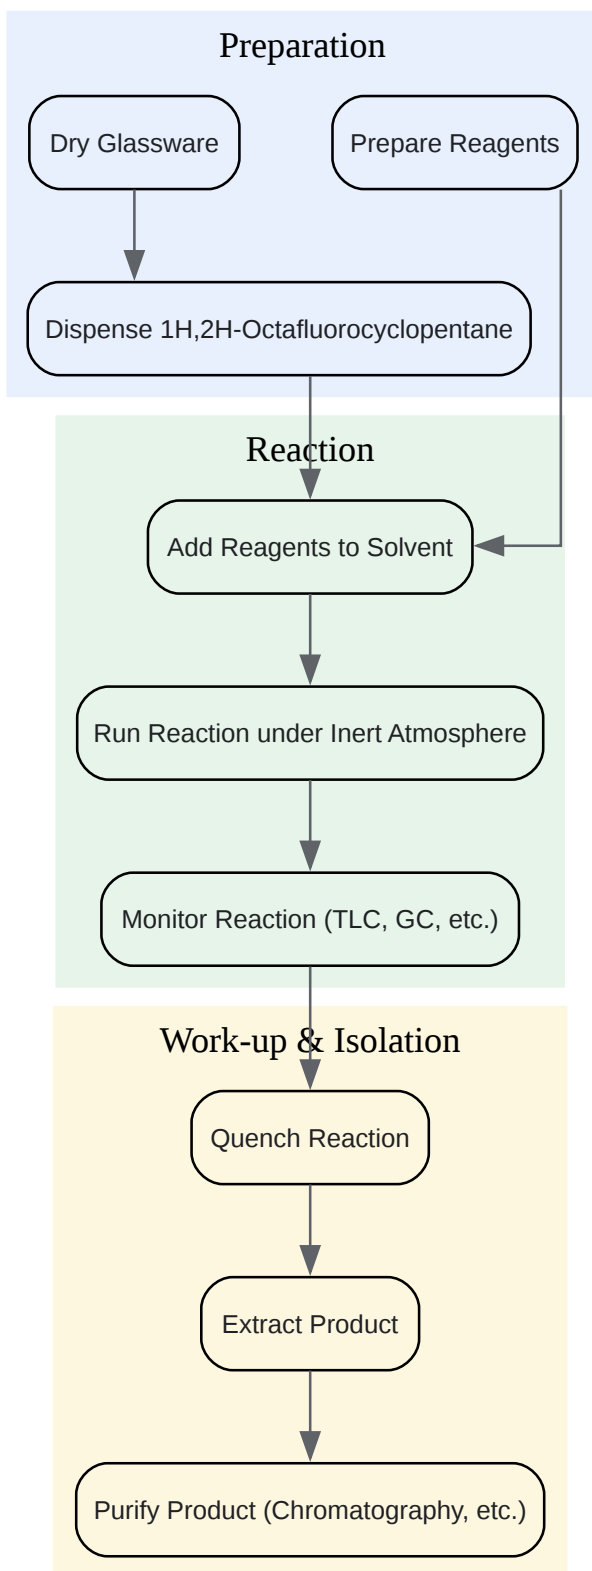 Preparation
Dry Glassware
Prepare Reagents
Dispense 1H,2H-Octafluorocyclopentane
Reaction
Add Reagents to Solvent
Run Reaction under Inert Atmosphere
Monitor Reaction (TLC, GC, etc.)
Work-up & Isolation
Quench Reaction
Extract Product
Purify Product (Chromatography, etc.)